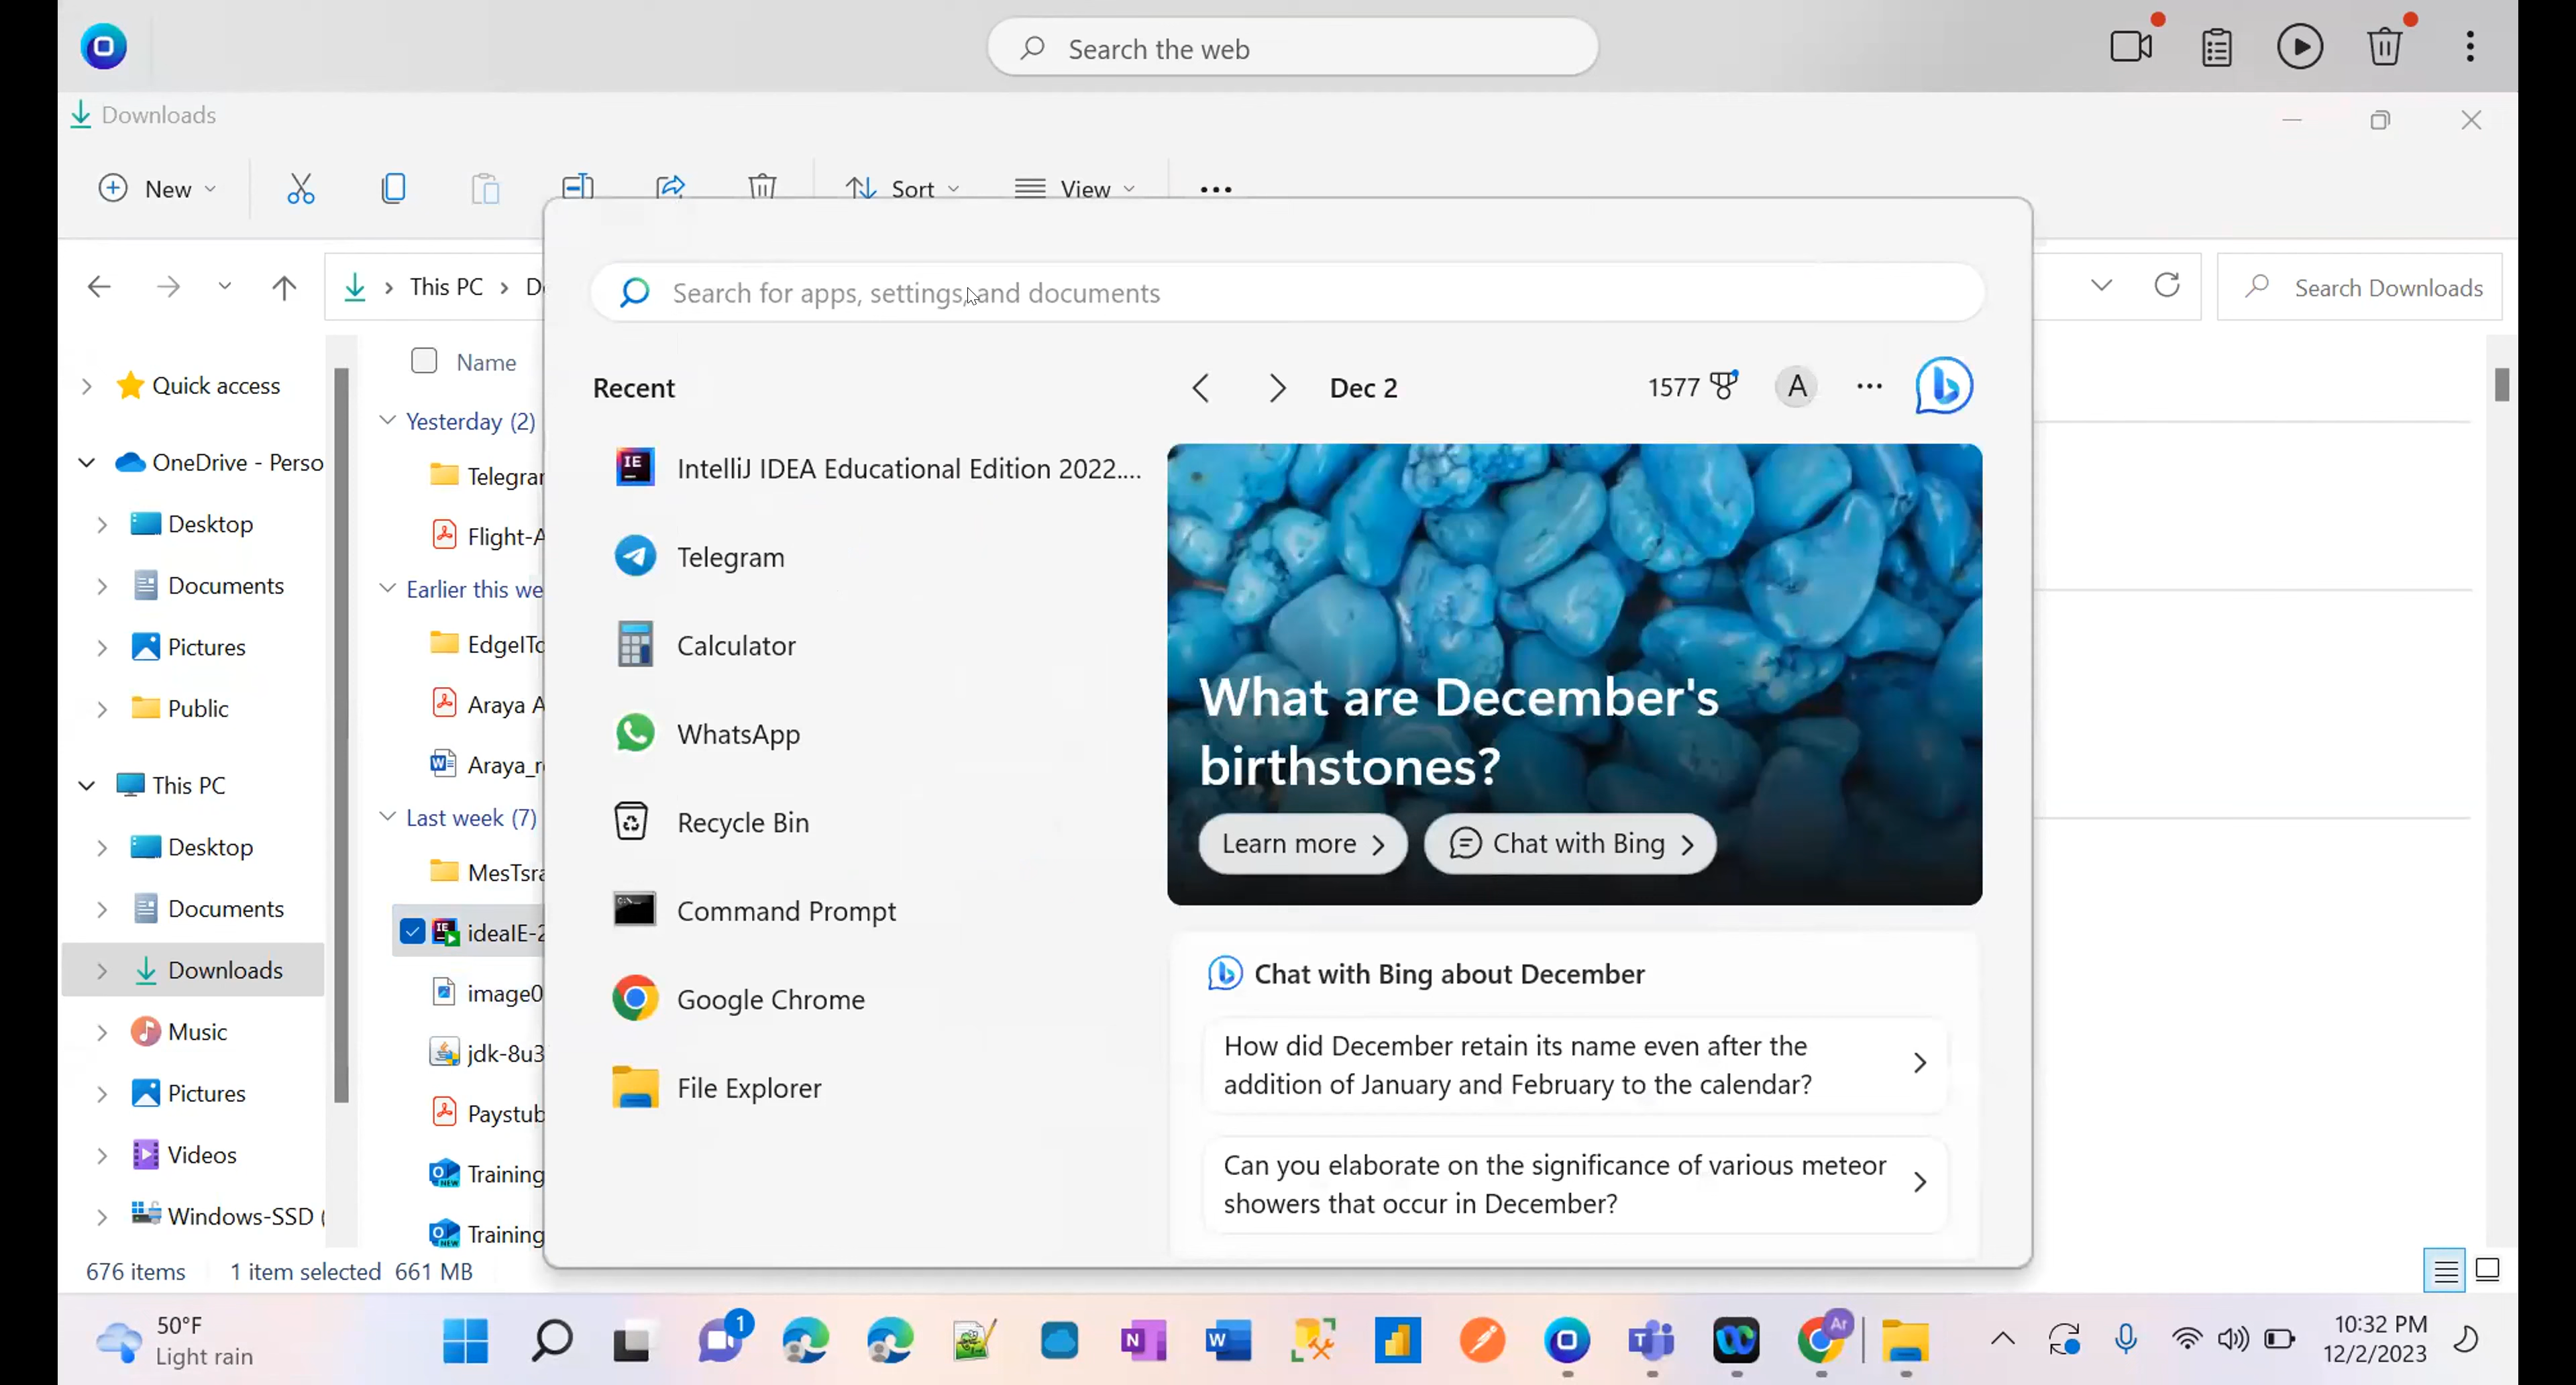 Search the web
Downloads
New
Sort
View
This PC
Search Downloads
Search for apps, settings, and documents
Name
Quick access
Yesterday (2)
OneDrive - Perso
Desktop
Flight-A
Documents
Earlier this we
Pictures
Public
Araya A
This PC
Desktop
Last week (7)
Documents
ideaIE-2
Downloads
image0
Music
jdk-8u3
Pictures
Paystub
Videos
Training
Windows-SSD (
Training
Recent
IntelliJ IDEA Educational Edition 2022....
Telegram
Calculator
WhatsApp
Recycle Bin
Command Prompt
Google Chrome
File Explorer
Dec 2
1577
A
What are December's
birthstones?
Learn more
Chat with Bing
Chat with Bing about December
How did December retain its name even after the
addition of January and February to the calendar?
Can you elaborate on the significance of various meteor
showers that occur in December?
676 items
1 item selected 661 MB
50°F
Light rain
1
Ar
10:32 PM
12/2/2023